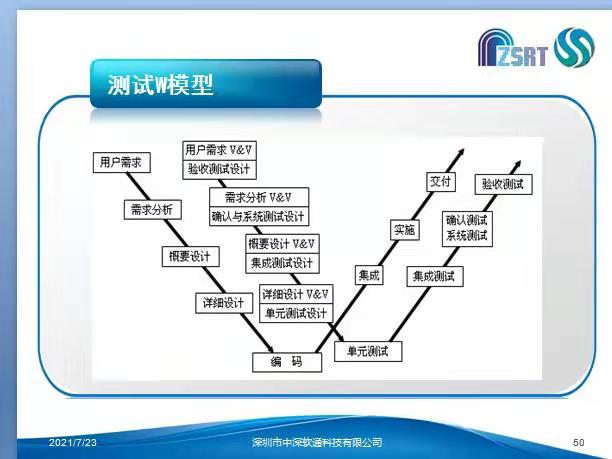 ZSRT
测试W模型
用户需求
用户需求 V&V
验收测试设计
交付
验收测试
需求分析
需求分析 V&V
确认与系统测试设计
实施
确认测试
系统测试
概要设计
概要设计 V&V
集成测试设计
集成
集成测试
详细设计
详细设计 V&V
单元测试设计
编 码
单元测试
2021/7/23
深圳市中深软通科技有限公司
50